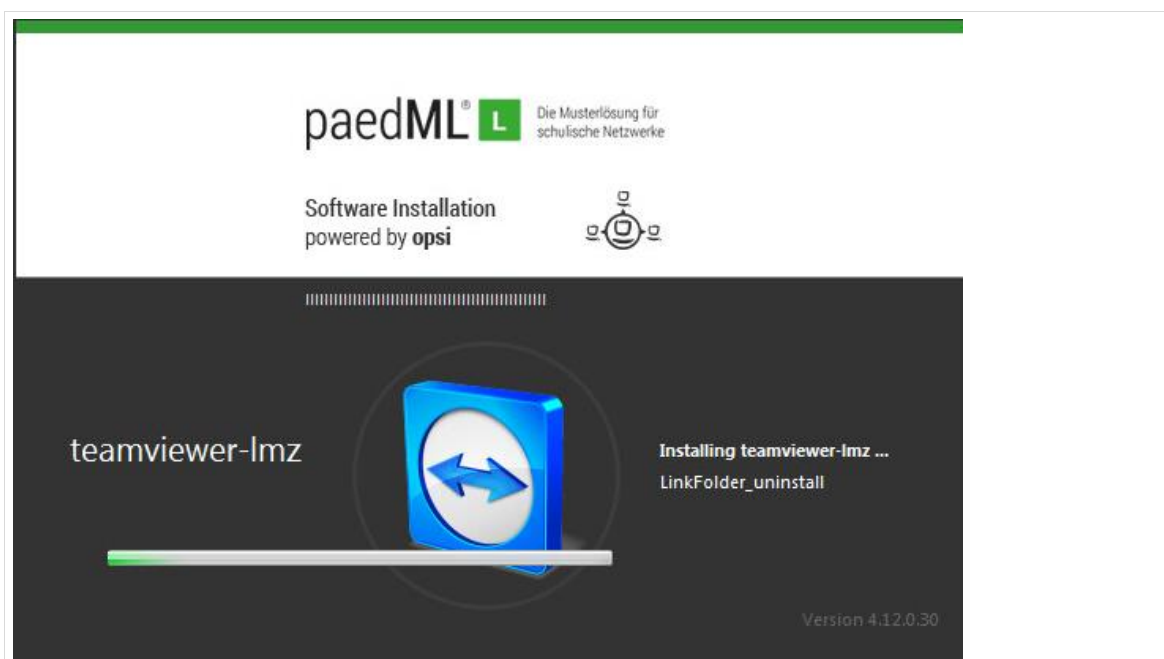 paedML® L
Die Musterlösung für
schulische Netzwerke
Software Installation
powered by opsi
teamviewer-lmz
Installing teamviewer-lmz ...
LinkFolder_uninstall
Version 4.12.0.30